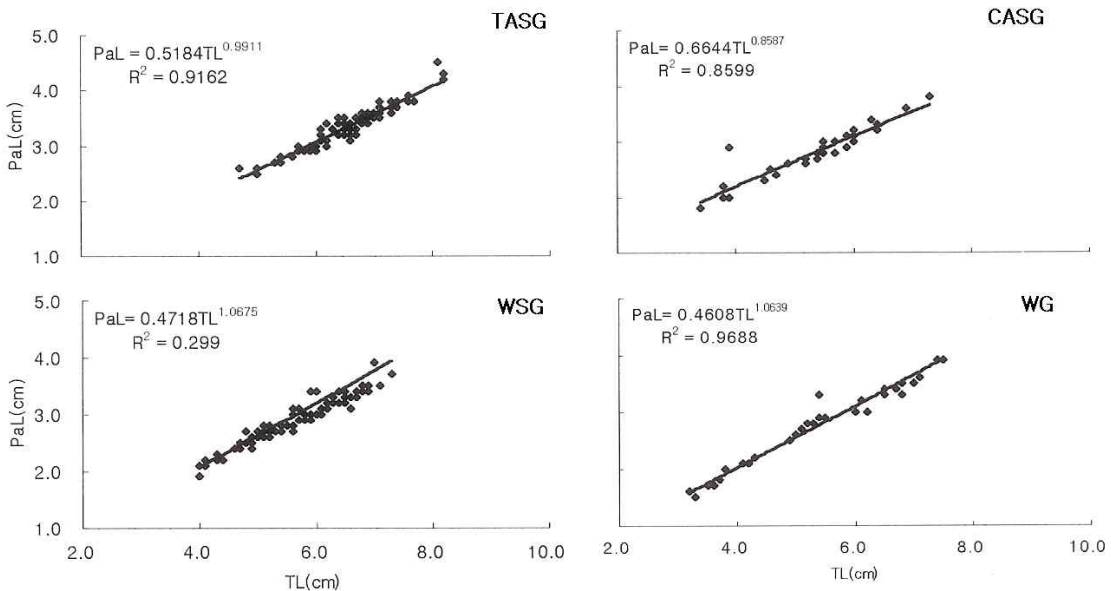 TASG
CASG
5.0
PaL = 0.5184TL^0.9911
R² = 0.9162
PaL= 0.6644TL^0.8587
R² = 0.8599
4.0
PaL(cm)
3.0
2.0
1.0
5.0
WSG
WG
PaL= 0.4718TL^1.0675
R² = 0.299
PaL= 0.4608TL^1.0639
R² = 0.9688
4.0
PaL(cm)
3.0
2.0
1.0
2.0 4.0 6.0 8.0 10.0
TL(cm)
2.0 4.0 6.0 8.0 10.0
TL(cm)